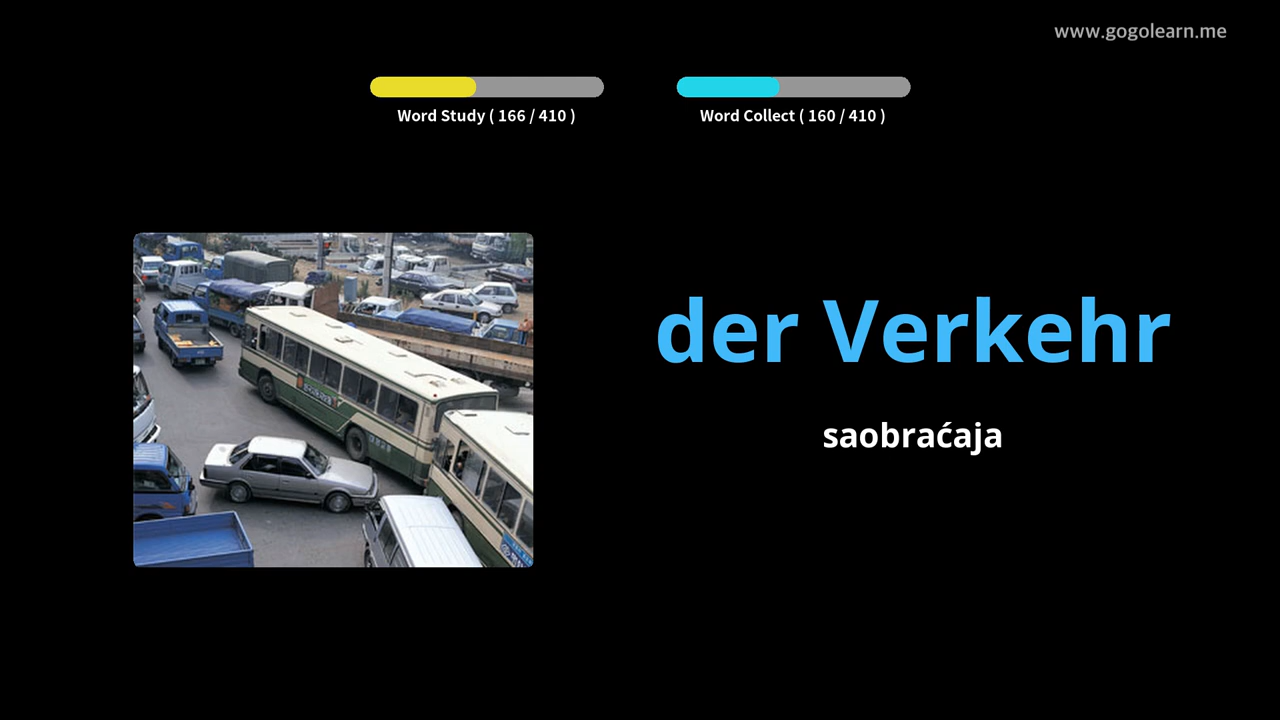 www.gogolearn.me
Word Study ( 166 / 410 )
Word Collect ( 160 / 410 )
der Verkehr
saobraćaja